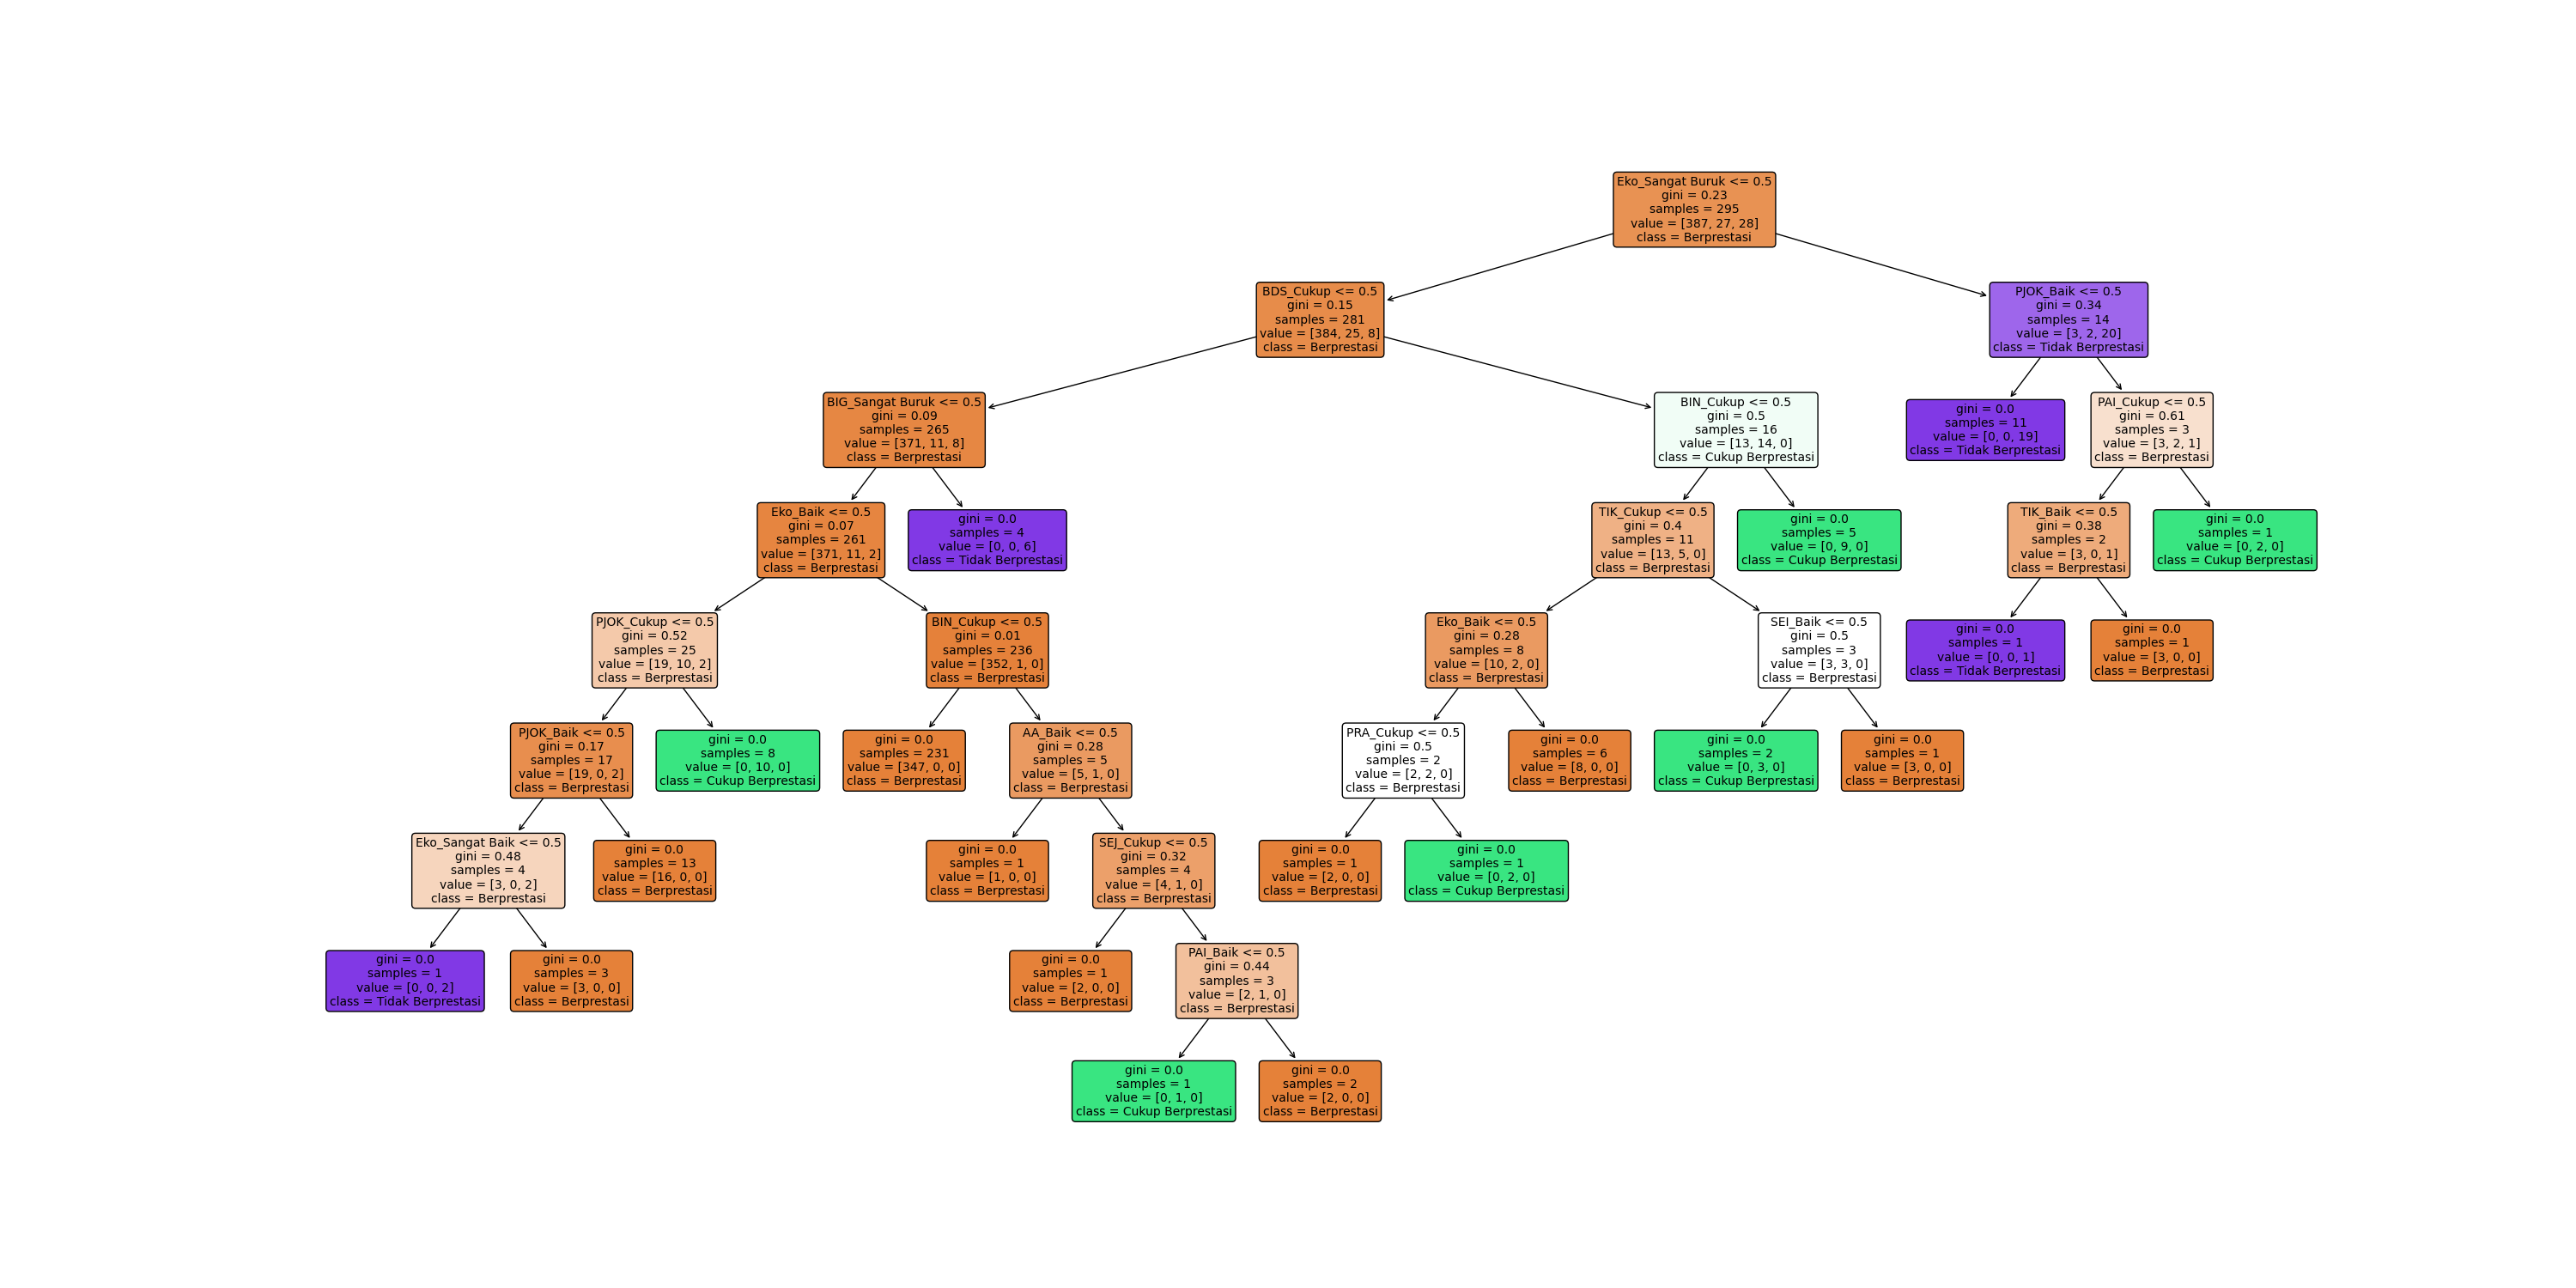 Eko_Sangat Buruk <= 0.5
gini = 0.23
samples = 295
value = [387, 27, 28]
class = Berprestasi
BDS_Cukup <= 0.5
gini = 0.15
samples = 281
value = [384, 25, 8]
class = Berprestasi
PJOK_Baik <= 0.5
gini = 0.34
samples = 14
value = [3, 2, 20]
class = Tidak Berprestasi
BIG_Sangat Buruk <= 0.5
gini = 0.09
samples = 265
value = [371, 11, 8]
class = Berprestasi
BIN_Cukup <= 0.5
gini = 0.5
samples = 16
value = [13, 14, 0]
class = Cukup Berprestasi
gini = 0.0
samples = 11
value = [0, 0, 19]
class = Tidak Berprestasi
PAI_Cukup <= 0.5
gini = 0.61
samples = 3
value = [3, 2, 1]
class = Berprestasi
Eko_Baik <= 0.5
gini = 0.07
samples = 261
value = [371, 11, 2]
class = Berprestasi
gini = 0.0
samples = 4
value = [0, 0, 6]
class = Tidak Berprestasi
TIK_Cukup <= 0.5
gini = 0.4
samples = 11
value = [13, 5, 0]
class = Berprestasi
gini = 0.0
samples = 5
value = [0, 9, 0]
class = Cukup Berprestasi
TIK_Baik <= 0.5
gini = 0.38
samples = 2
value = [3, 0, 1]
class = Berprestasi
gini = 0.0
samples = 1
value = [0, 2, 0]
class = Cukup Berprestasi
PJOK_Cukup <= 0.5
gini = 0.52
samples = 25
value = [19, 10, 2]
class = Berprestasi
BIN_Cukup <= 0.5
gini = 0.01
samples = 236
value = [352, 1, 0]
class = Berprestasi
Eko_Baik <= 0.5
gini = 0.28
samples = 8
value = [10, 2, 0]
class = Berprestasi
SEI_Baik <= 0.5
gini = 0.5
samples = 3
value = [3, 3, 0]
class = Berprestasi
gini = 0.0
samples = 1
value = [0, 0, 1]
class = Tidak Berprestasi
gini = 0.0
samples = 1
value = [3, 0, 0]
class = Berprestasi
PJOK_Baik <= 0.5
gini = 0.17
samples = 17
value = [19, 0, 2]
class = Berprestasi
gini = 0.0
samples = 8
value = [0, 10, 0]
class = Cukup Berprestasi
gini = 0.0
samples = 231
value = [347, 0, 0]
class = Berprestasi
AA_Baik <= 0.5
gini = 0.28
samples = 5
value = [5, 1, 0]
class = Berprestasi
PRA_Cukup <= 0.5
gini = 0.5
samples = 2
value = [2, 2, 0]
class = Berprestasi
gini = 0.0
samples = 6
value = [8, 0, 0]
class = Berprestasi
gini = 0.0
samples = 2
value = [0, 3, 0]
class = Cukup Berprestasi
gini = 0.0
samples = 1
value = [3, 0, 0]
class = Berprestasi
Eko_Sangat Baik <= 0.5
gini = 0.48
samples = 4
value = [3, 0, 2]
class = Berprestasi
gini = 0.0
samples = 13
value = [16, 0, 0]
class = Berprestasi
gini = 0.0
samples = 1
value = [1, 0, 0]
class = Berprestasi
SEJ_Cukup <= 0.5
gini = 0.32
samples = 4
value = [4, 1, 0]
class = Berprestasi
gini = 0.0
samples = 1
value = [2, 0, 0]
class = Berprestasi
gini = 0.0
samples = 1
value = [0, 2, 0]
class = Cukup Berprestasi
gini = 0.0
samples = 1
value = [0, 0, 2]
class = Tidak Berprestasi
gini = 0.0
samples = 3
value = [3, 0, 0]
class = Berprestasi
gini = 0.0
samples = 1
value = [2, 0, 0]
class = Berprestasi
PAI_Baik <= 0.5
gini = 0.44
samples = 3
value = [2, 1, 0]
class = Berprestasi
gini = 0.0
samples = 1
value = [0, 1, 0]
class = Cukup Berprestasi
gini = 0.0
samples = 2
value = [2, 0, 0]
class = Berprestasi